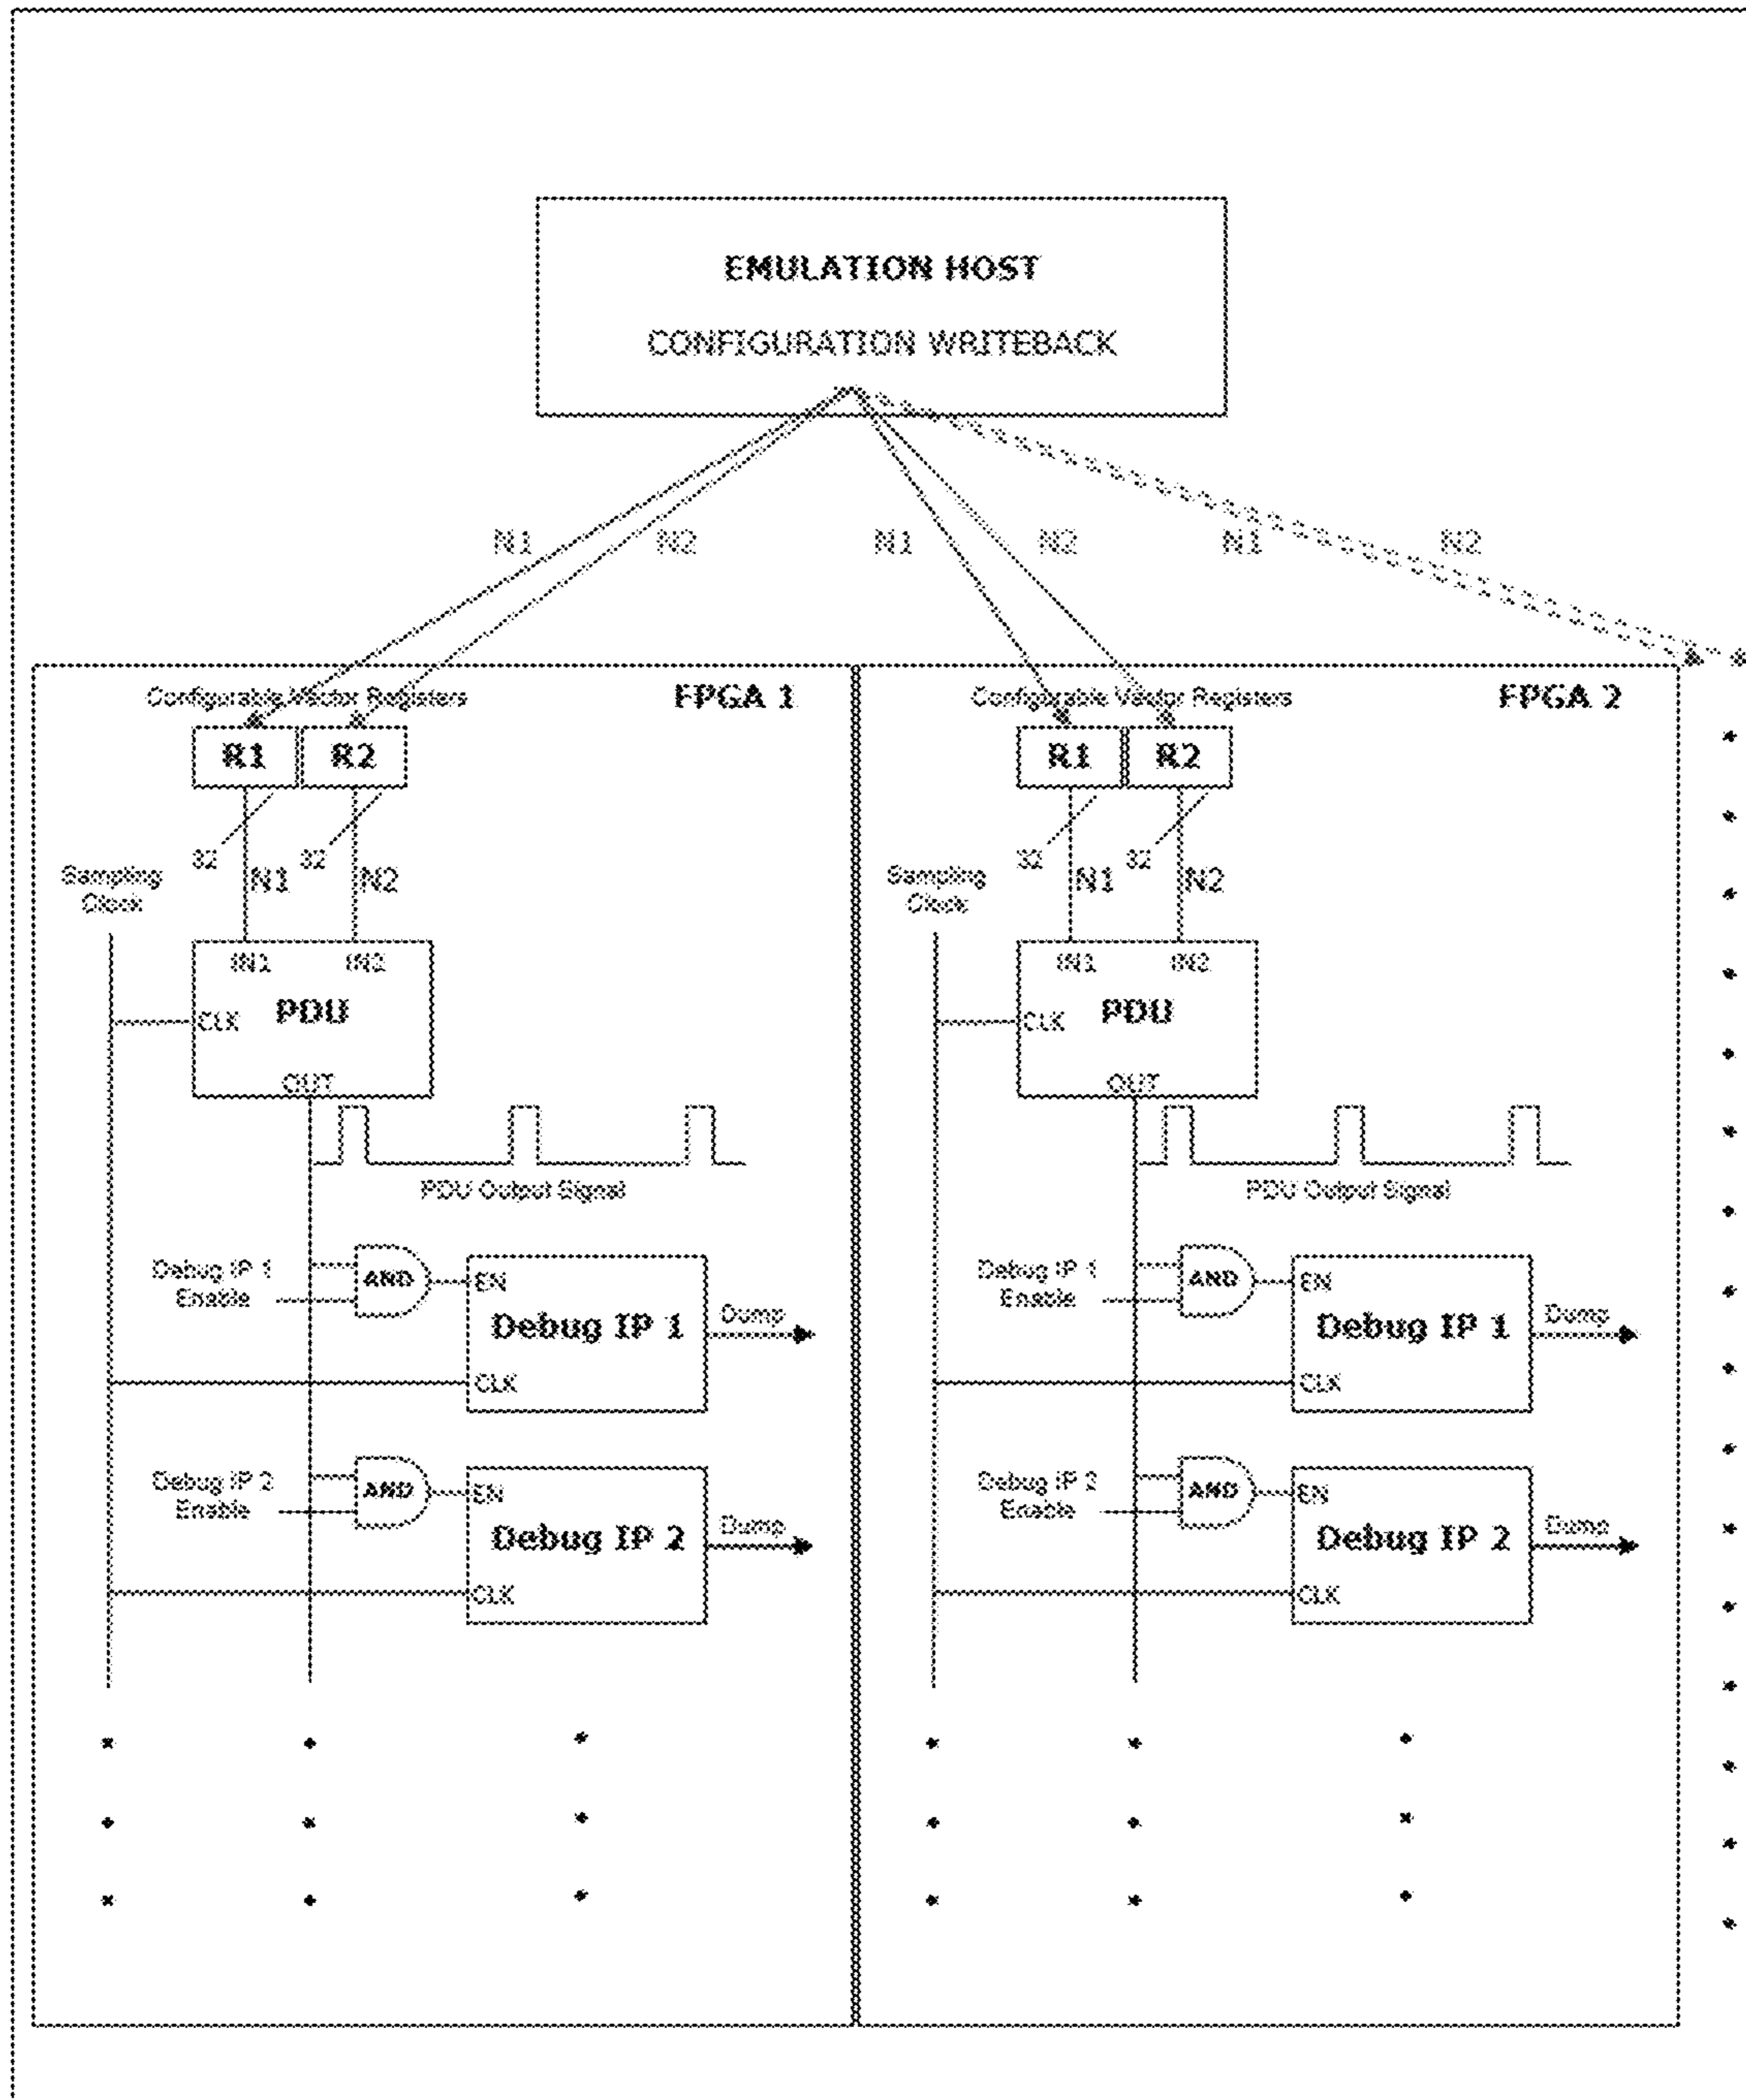 EMULATION HOST
CONFIGURATION WRITEBACK
N1 N2 N1 N2 N1 N2
FPGA 1
Configurable Vector Registers
R1 R2
32 32
N1 N2
Sampling
Clock
IN1 IN2
PDU
CLK
OUT
PDU Output Signal
Debug IP 1
Enable
AND
EN
Debug IP 1
Dump
CLK
Debug IP 2
Enable
AND
EN
Debug IP 2
Dump
CLK
FPGA 2
Configurable Vector Registers
R1 R2
32 32
N1 N2
Sampling
Clock
IN1 IN2
PDU
CLK
OUT
PDU Output Signal
Debug IP 1
Enable
AND
EN
Debug IP 1
Dump
CLK
Debug IP 2
Enable
AND
EN
Debug IP 2
Dump
CLK